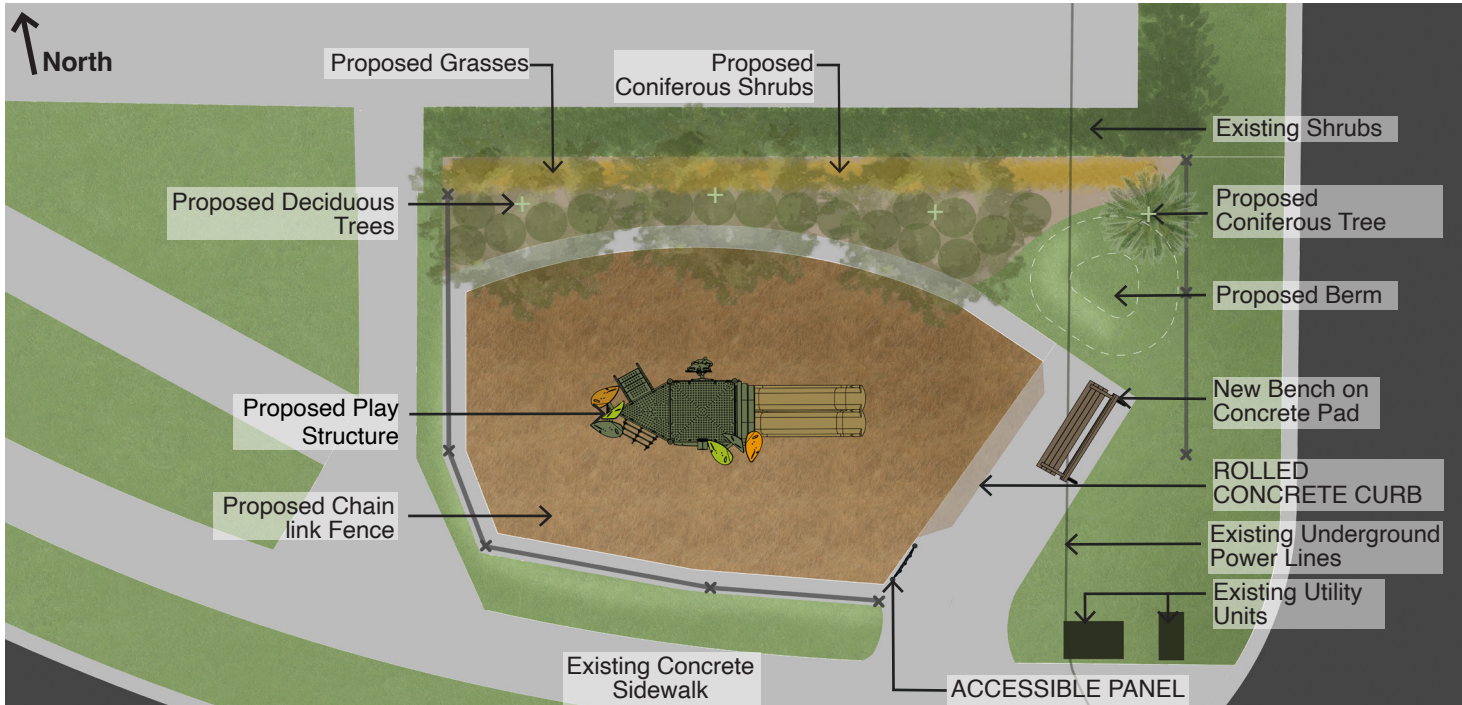 North
Proposed Grasses
Proposed
Coniferous Shrubs
Existing Shrubs
Proposed Deciduous
Trees
Proposed
Coniferous Tree
Proposed Berm
Proposed Play
Structure
New Bench on
Concrete Pad
Proposed Chain
link Fence
ROLLED
CONCRETE CURB
Existing Underground
Power Lines
Existing Utility
Units
Existing Concrete
Sidewalk
ACCESSIBLE PANEL